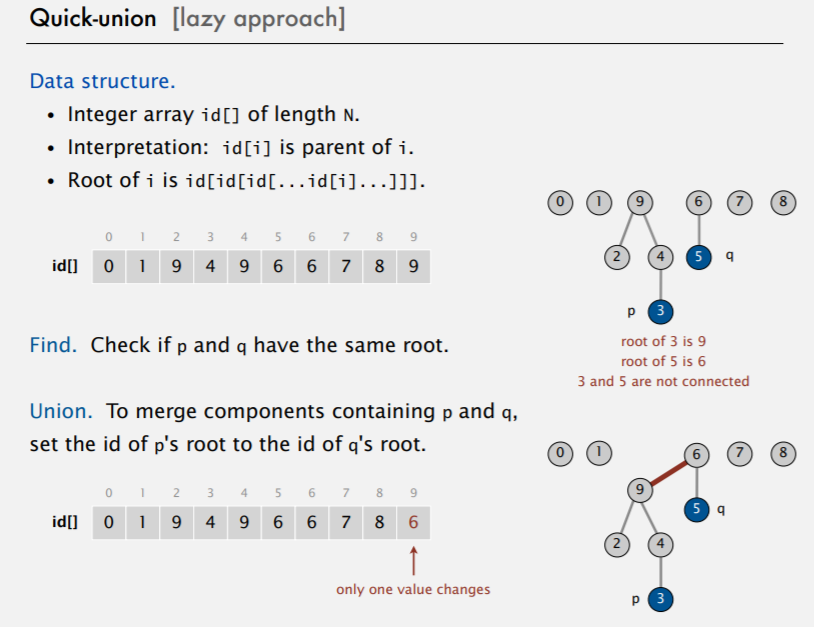 Quick-union [lazy approach]
Data structure.
• Integer array id[] of length N.
• Interpretation: id[i] is parent of i.
• Root of i is id[id[id[...id[i]...]]].
0 1 2 3 4 5 6 7 8 9
id[] 0 1 9 4 9 6 6 7 8 9
0 1 9 6 7 8
2 4 5 q
p 3
root of 3 is 9
root of 5 is 6
3 and 5 are not connected
Find. Check if p and q have the same root.
Union. To merge components containing p and q,
set the id of p's root to the id of q's root.
0 1 2 3 4 5 6 7 8 9
id[] 0 1 9 4 9 6 6 7 8 6
only one value changes
0 1 6 7 8
9 5 q
2 4
p 3